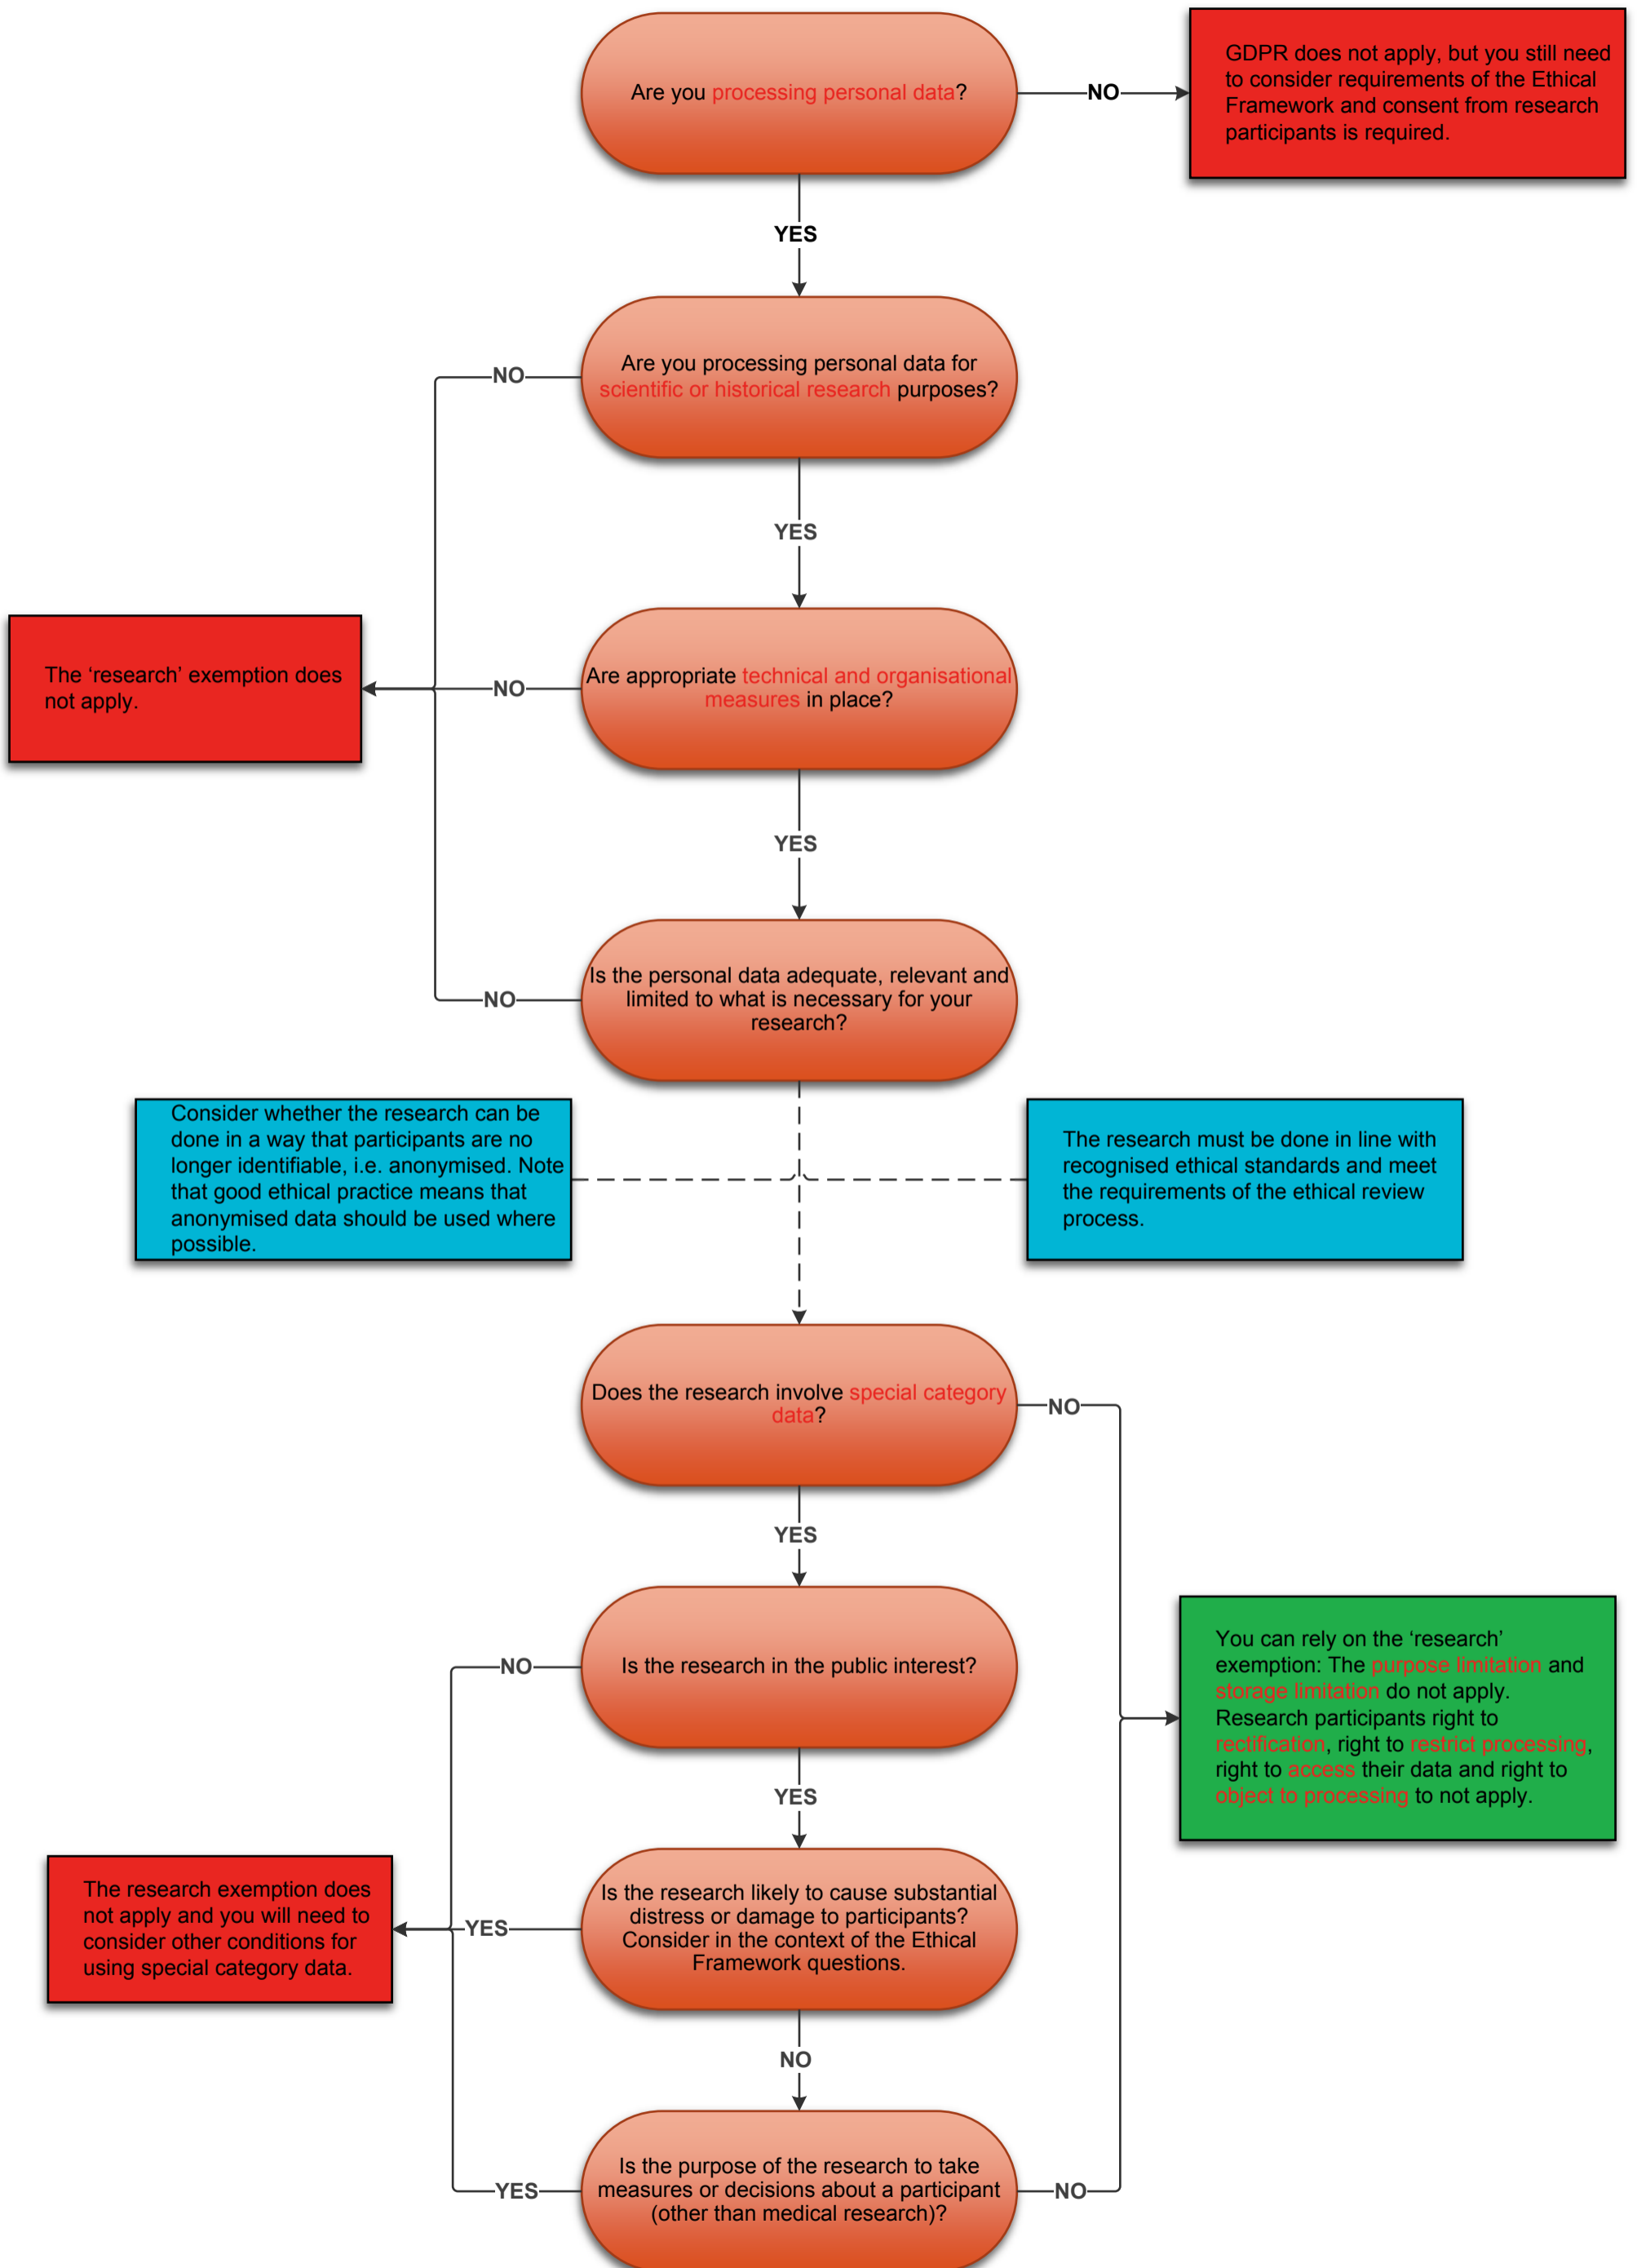 Are you processing personal data?
NO
GDPR does not apply, but you still need
to consider requirements of the Ethical
Framework and consent from research
participants is required.
YES
Are you processing personal data for
scientific or historical research purposes?
NO
YES
The ‘research’ exemption does
not apply.
NO
Are appropriate technical and organisational
measures in place?
YES
Is the personal data adequate, relevant and
limited to what is necessary for your
research?
NO
Consider whether the research can be
done in a way that participants are no
longer identifiable, i.e. anonymised. Note
that good ethical practice means that
anonymised data should be used where
possible.
The research must be done in line with
recognised ethical standards and meet
the requirements of the ethical review
process.
Does the research involve special category
data?
NO
YES
Is the research in the public interest?
NO
You can rely on the ‘research’
exemption: The purpose limitation and
storage limitation do not apply.
Research participants right to
rectification, right to restrict processing,
right to access their data and right to
object to processing to not apply.
YES
The research exemption does
not apply and you will need to
consider other conditions for
using special category data.
YES
Is the research likely to cause substantial
distress or damage to participants?
Consider in the context of the Ethical
Framework questions.
NO
Is the purpose of the research to take
measures or decisions about a participant
(other than medical research)?
YES
NO